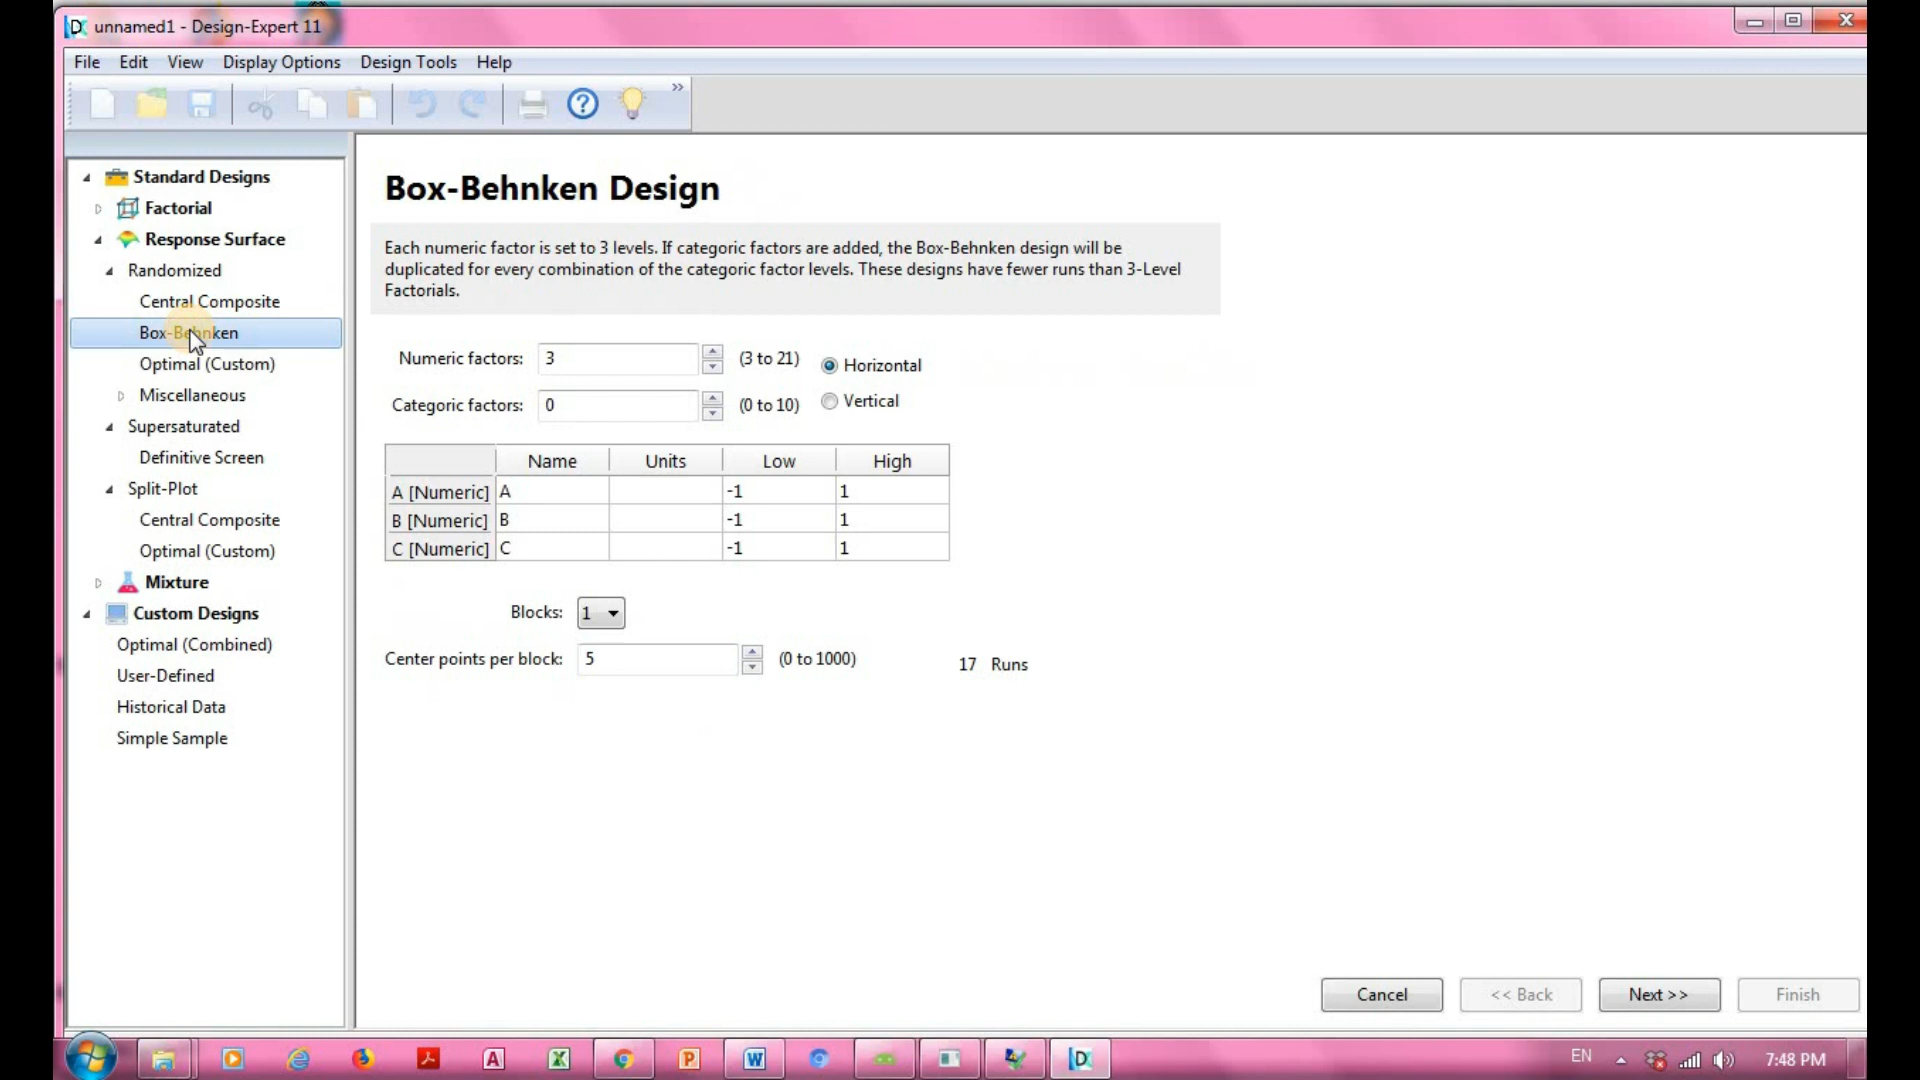 unnamed1 - Design-Expert 11
File Edit View Display Options Design Tools Help
Standard Designs
Factorial
Response Surface
Randomized
Central Composite
Box-Behnken
Optimal (Custom)
Miscellaneous
Supersaturated
Definitive Screen
Split-Plot
Central Composite
Optimal (Custom)
Mixture
Custom Designs
Optimal (Combined)
User-Defined
Historical Data
Simple Sample
Box-Behnken Design
Each numeric factor is set to 3 levels. If categoric factors are added, the Box-Behnken design will be
duplicated for every combination of the categoric factor levels. These designs have fewer runs than 3-Level
Factorials.
Numeric factors: 3 (3 to 21) Horizontal
Categoric factors: 0 (0 to 10) Vertical
Name Units Low High
A [Numeric] A -1 1
B [Numeric] B -1 1
C [Numeric] C -1 1
Blocks: 1
Center points per block: 5 (0 to 1000) 17 Runs
Cancel << Back Next >> Finish
EN 7:48 PM